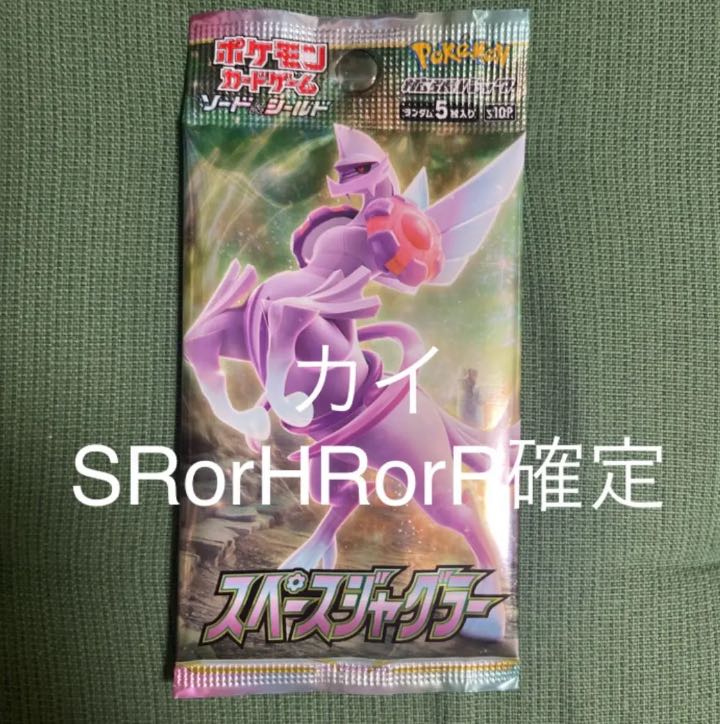 ポケモン
カードゲーム
ソード&シールド
Pokémon
ランダム5枚入り
s10P
カイ
SRorHRorR確定
スペースジャグラー